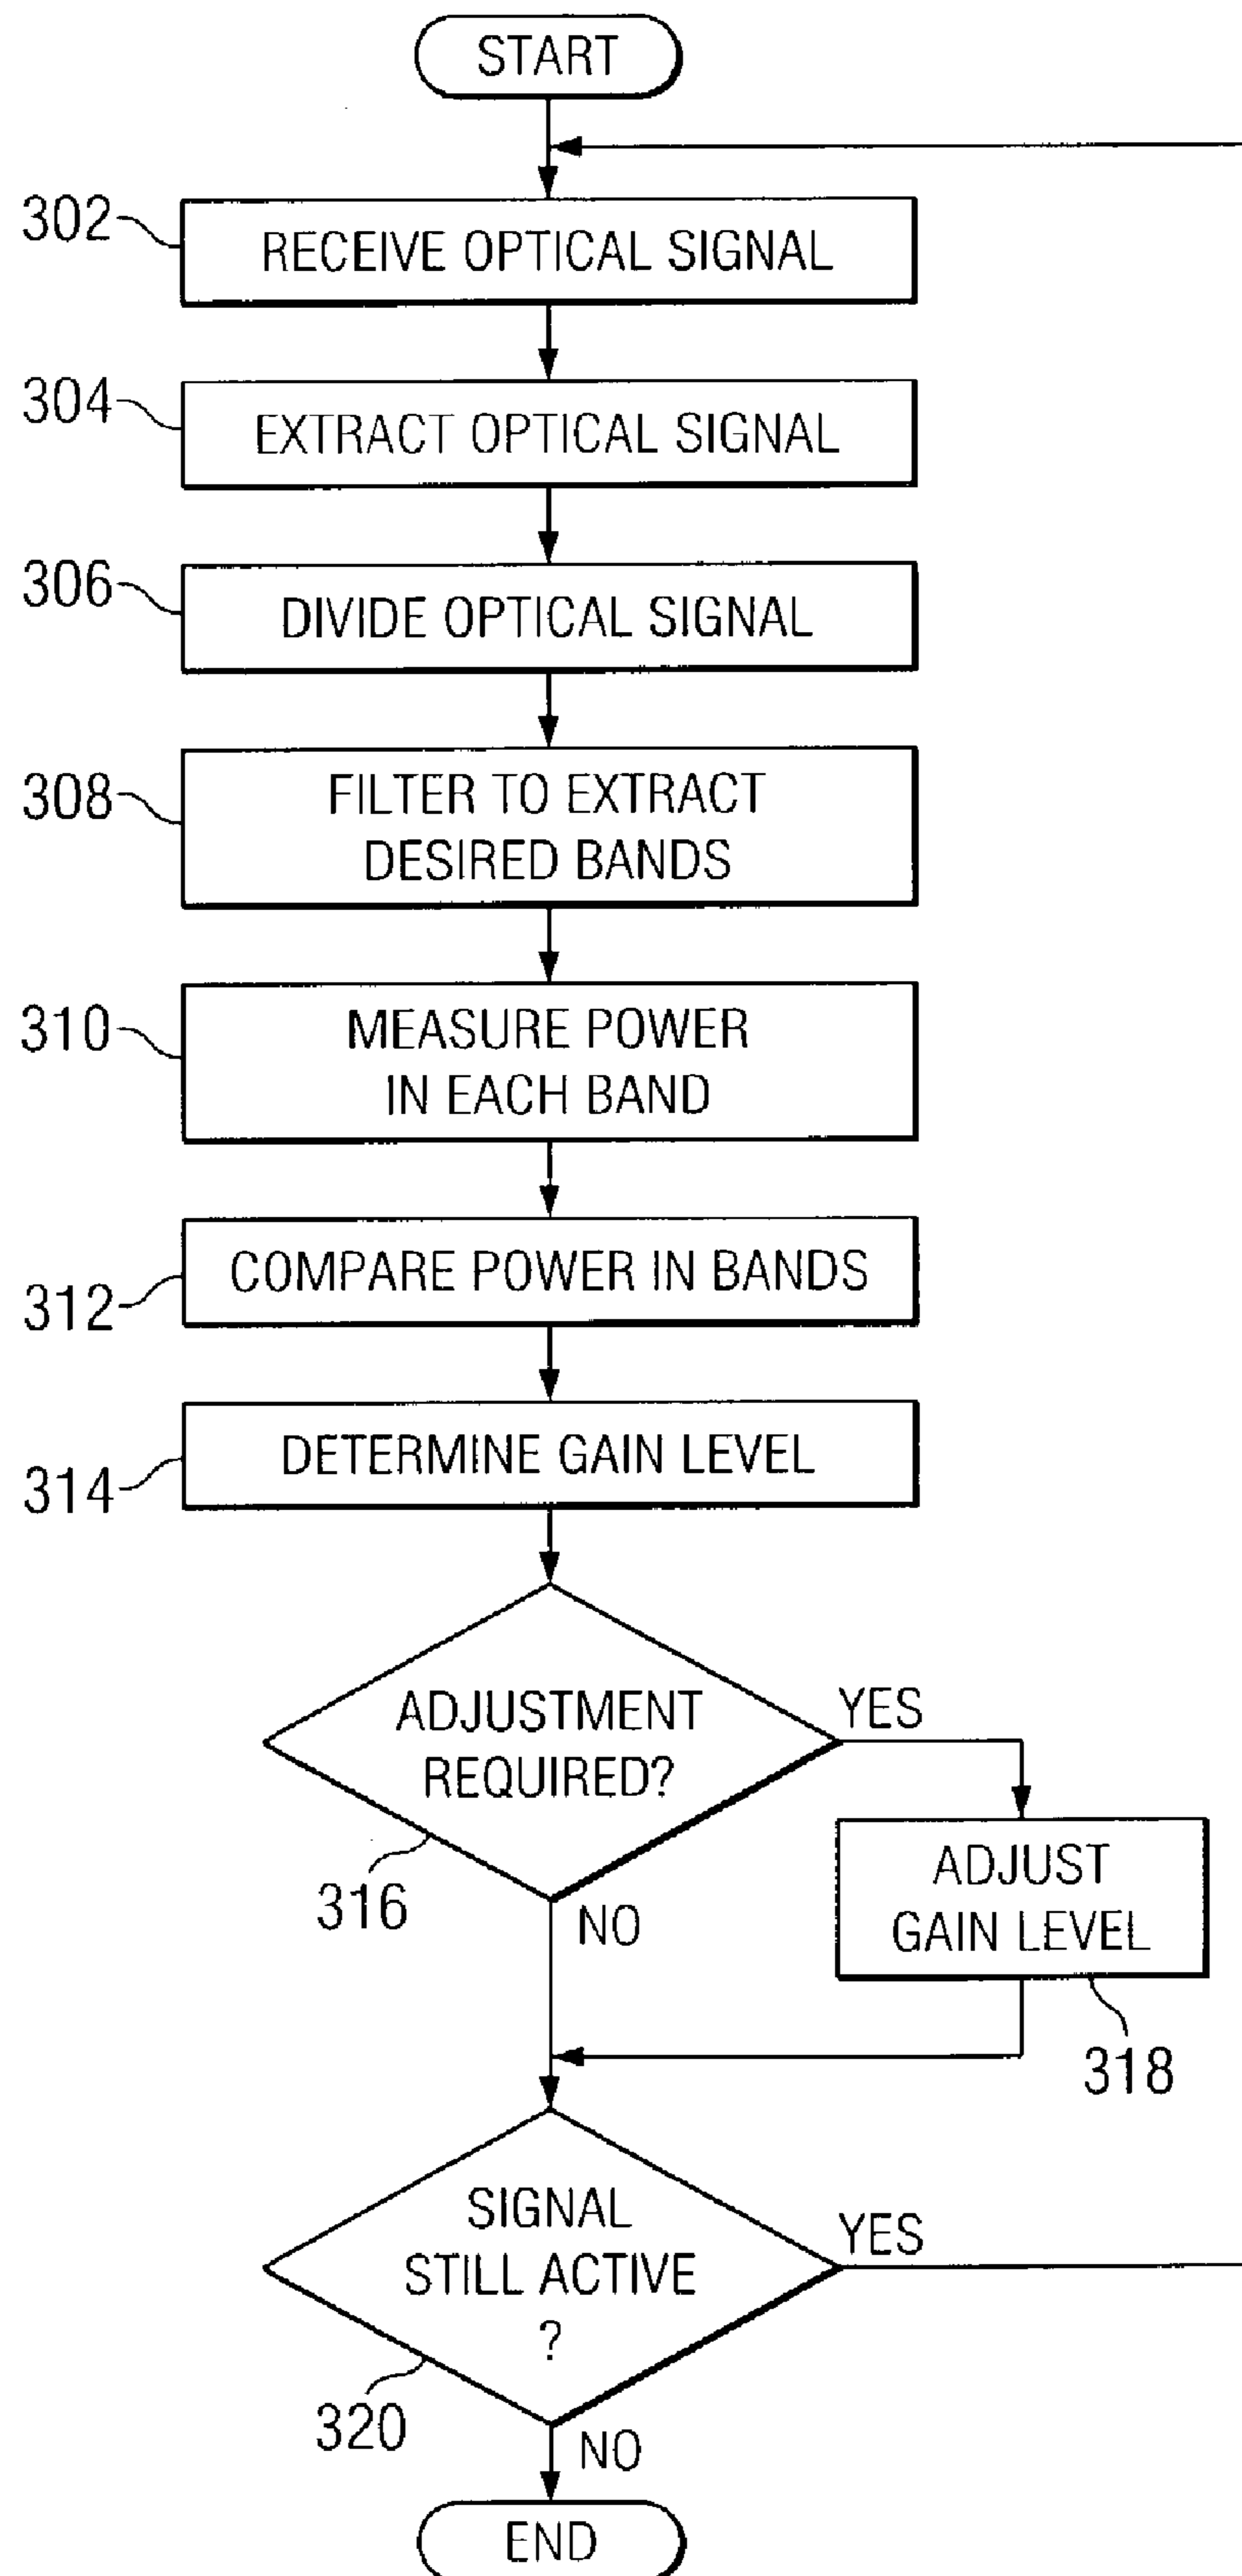 START
302
RECEIVE OPTICAL SIGNAL
304
EXTRACT OPTICAL SIGNAL
306
DIVIDE OPTICAL SIGNAL
308
FILTER TO EXTRACT
DESIRED BANDS
310
MEASURE POWER
IN EACH BAND
312
COMPARE POWER IN BANDS
314
DETERMINE GAIN LEVEL
ADJUSTMENT
REQUIRED?
YES
316
NO
ADJUST
GAIN LEVEL
318
SIGNAL
STILL ACTIVE
?
YES
320
NO
END